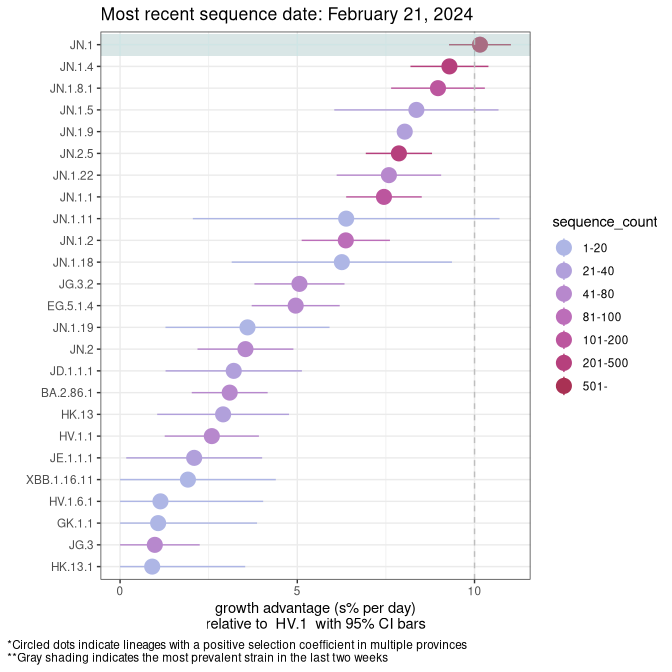 Most recent sequence date: February 21, 2024
JN.1
JN.1.4
JN.1.8.1
JN.1.5
JN.1.9
JN.2.5
JN.1.22
JN.1.1
JN.1.11
JN.1.2
JN.1.18
JG.3.2
EG.5.1.4
JN.1.19
JN.2
JD.1.1.1
BA.2.86.1
HK.13
HV.1.1
JE.1.1.1
XBB.1.16.11
HV.1.6.1
GK.1.1
JG.3
HK.13.1
0 5 10
growth advantage (s% per day)
relative to HV.1 with 95% CI bars
sequence_count
1-20
21-40
41-80
81-100
101-200
201-500
501-
*Circled dots indicate lineages with a positive selection coefficient in multiple provinces
**Gray shading indicates the most prevalent strain in the last two weeks